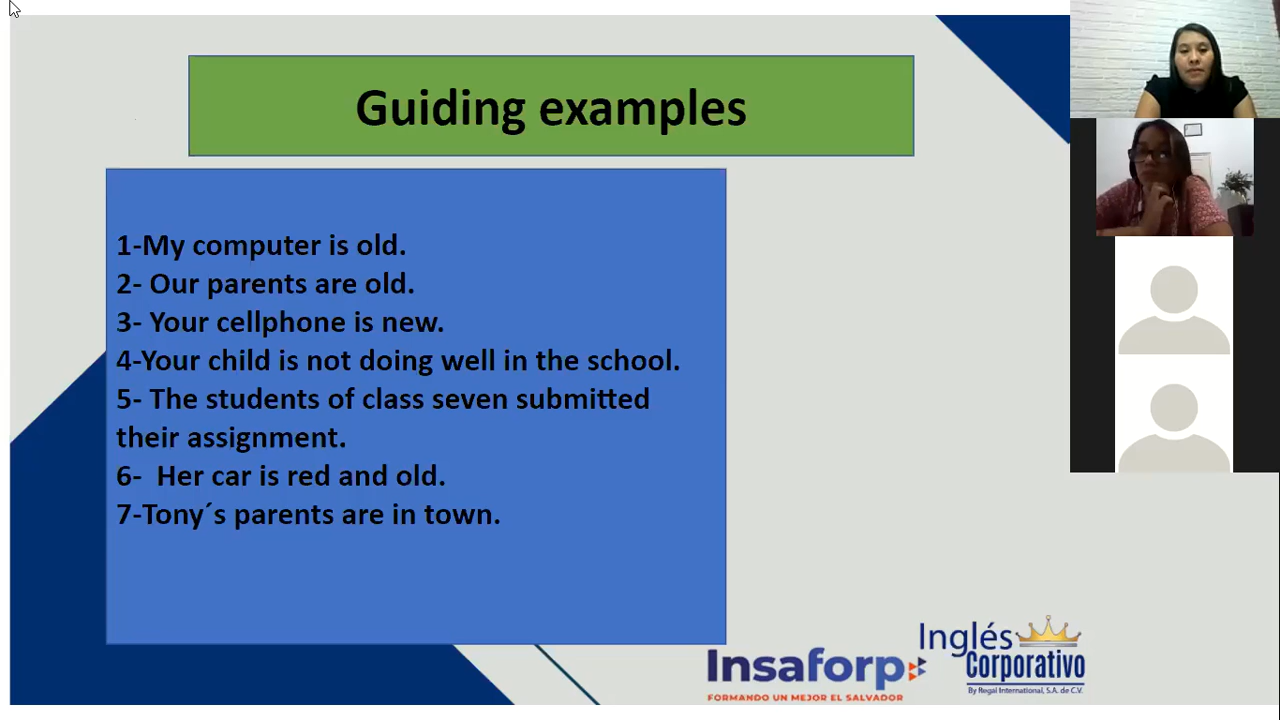 Guiding examples
1-My computer is old.
2- Our parents are old.
3- Your cellphone is new.
4-Your child is not doing well in the school.
5- The students of class seven submitted
their assignment.
6-  Her car is red and old.
7-Tony´s parents are in town.
Insaforp
FORMANDO UN MEJOR EL SALVADOR
Inglés
Corporativo
By Regal International, S.A. de C.V.